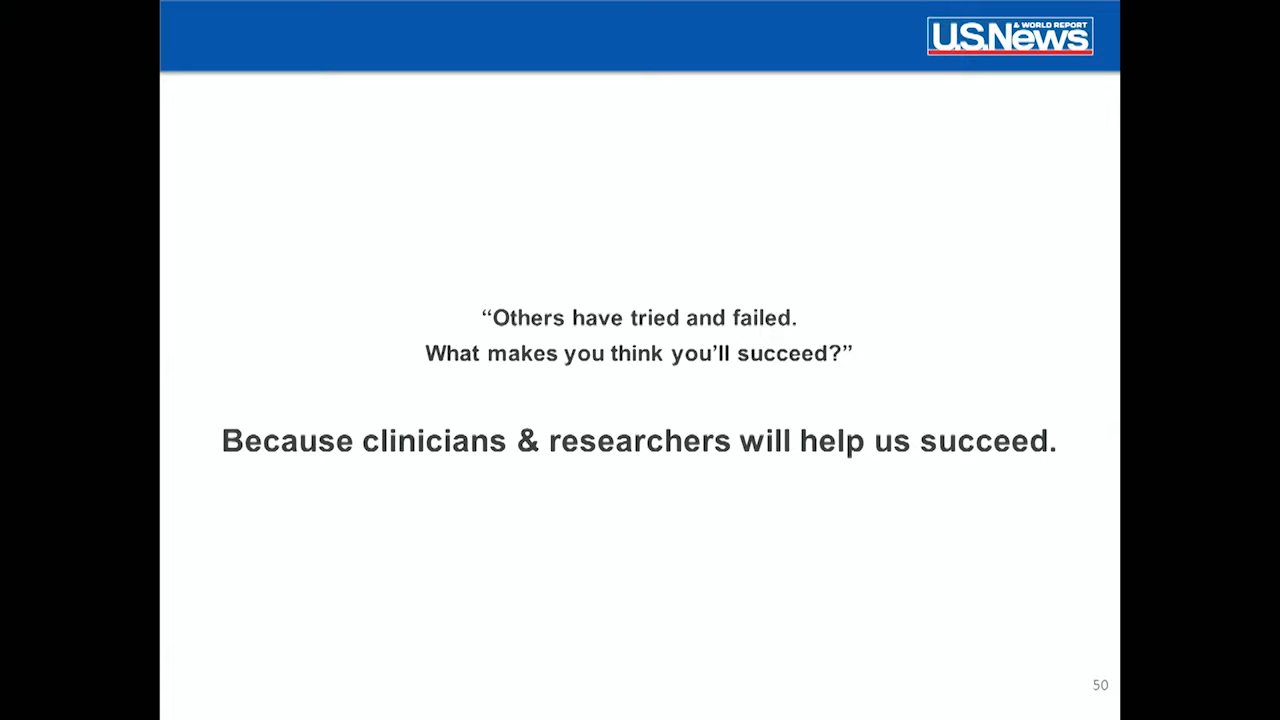 & WORLD REPORT
U.S.News
“Others have tried and failed.
What makes you think you’ll succeed?”
Because clinicians & researchers will help us succeed.
50